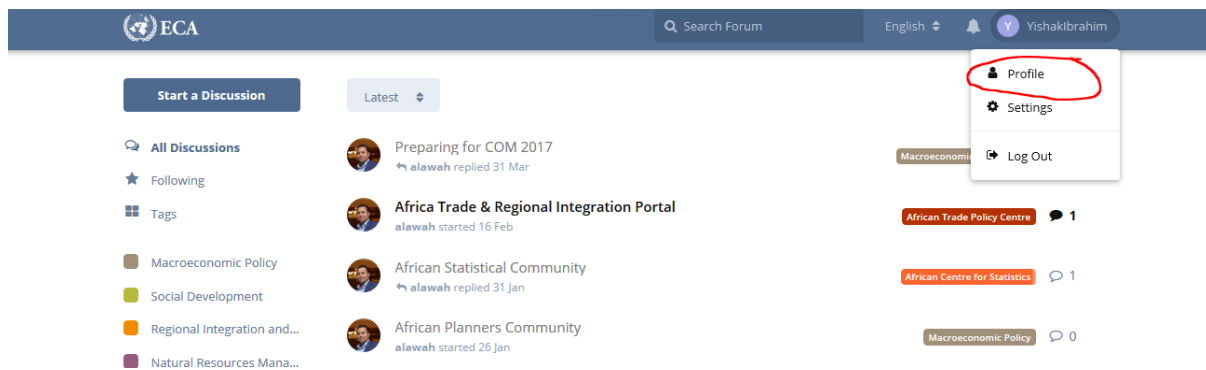 ECA
Search Forum
English
Y
YishakIbrahim
Profile
Settings
Log Out
Start a Discussion
Latest
All Discussions
Following
Tags
Macroeconomic Policy
Social Development
Regional Integration and...
Natural Resources Mana...
Preparing for COM 2017
alawah replied 31 Mar
Macroeconomi
Africa Trade & Regional Integration Portal
alawah started 16 Feb
African Trade Policy Centre
1
African Statistical Community
alawah replied 31 Jan
African Centre for Statistics
1
African Planners Community
alawah started 26 Jan
Macroeconomic Policy
0